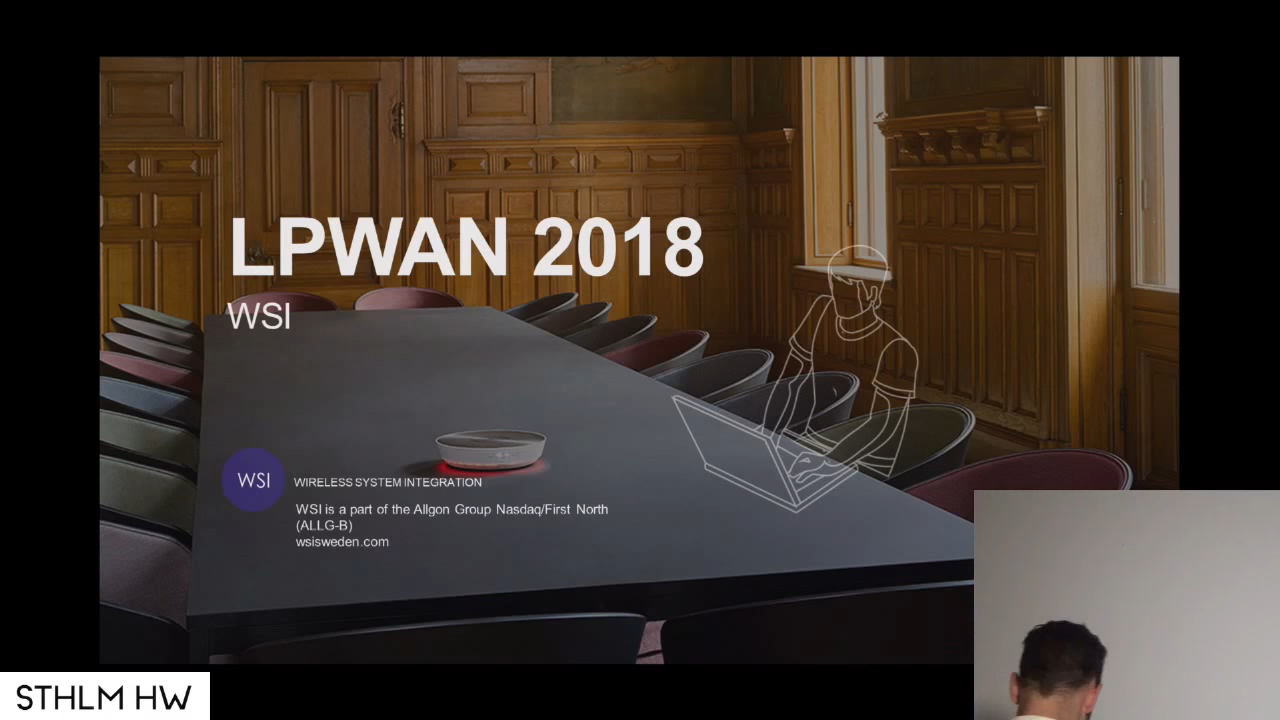 LPWAN 2018
WSI
WSI
WIRELESS SYSTEM INTEGRATION
WSI is a part of the Allgon Group Nasdaq/First North
(ALLG-B)
wsisweden.com
STHLM HW